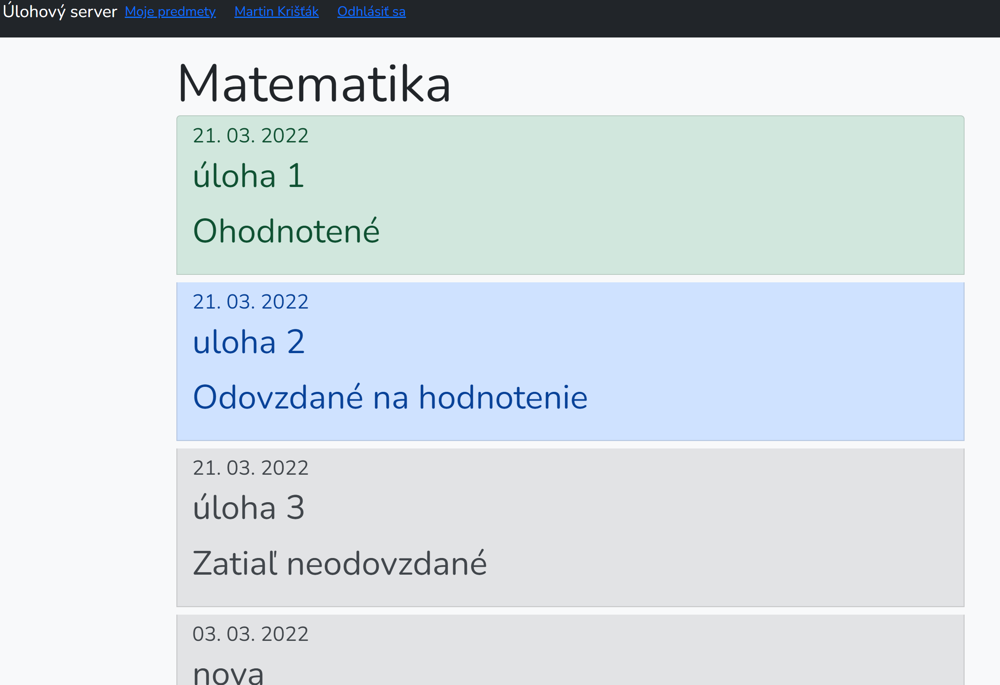 Úlohový server Moje predmety Martin Krišťák Odhlásiť sa
Matematika
21. 03. 2022
úloha 1
Ohodnotené
21. 03. 2022
uloha 2
Odovzdané na hodnotenie
21. 03. 2022
úloha 3
Zatiaľ neodovzdané
03. 03. 2022
nova